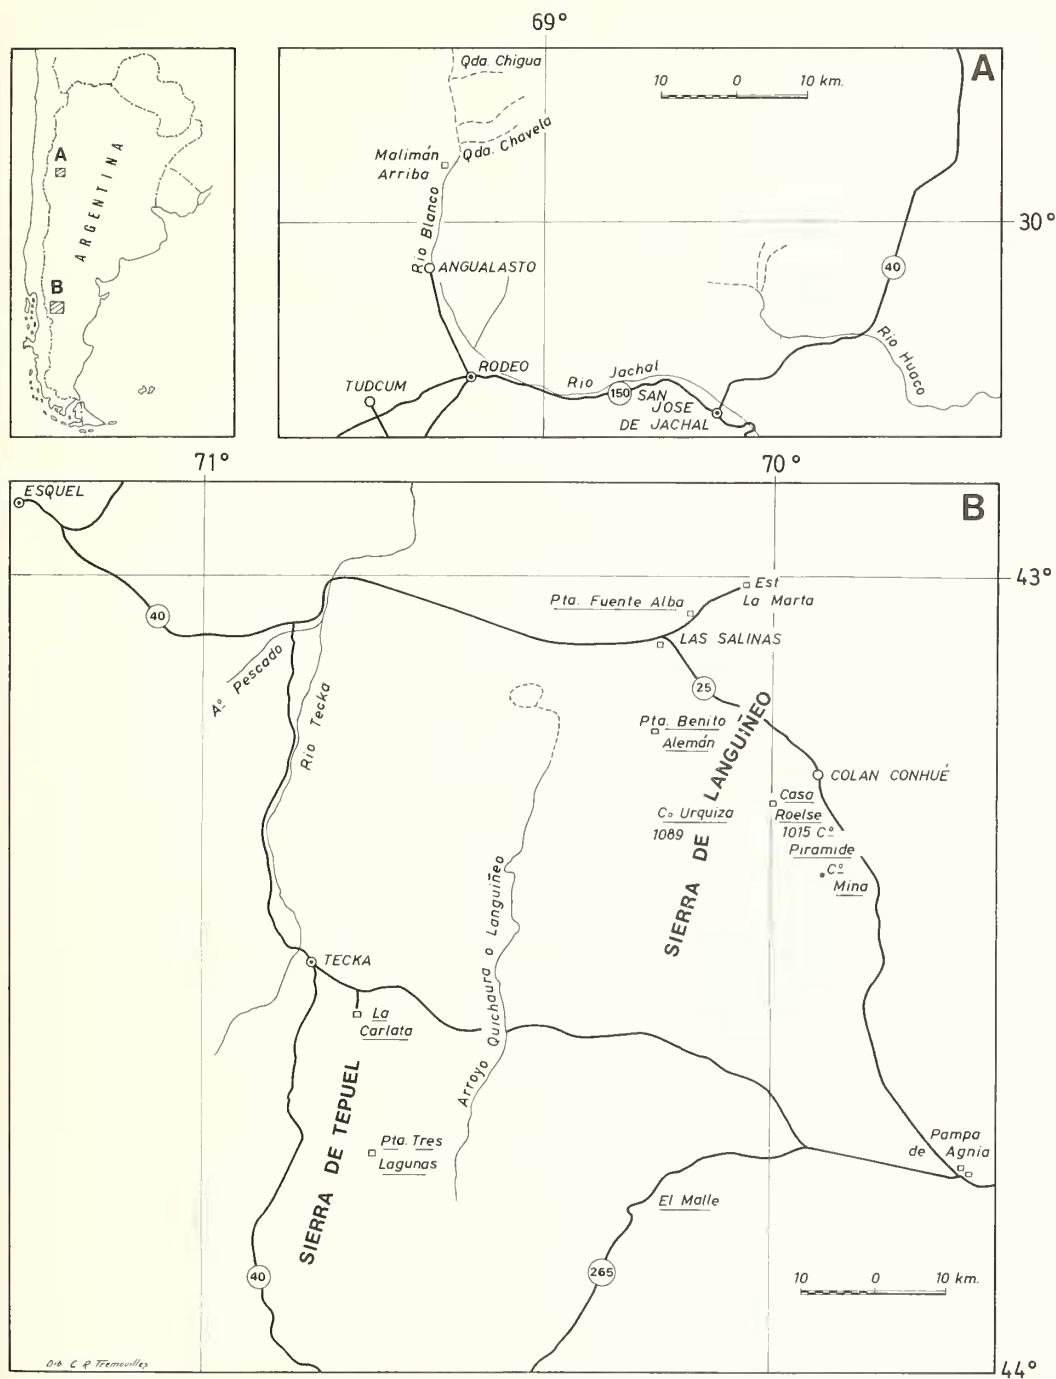 69°
A
ARGENTINA
B
Qda. Chigua
Qda. Chavela
Malimán
Arriba
Rio Blanco
ANGUALASTO
10 0 10 km.
A
30°
40
Rio Huaco
RODEO
TUDCUM
Rio Jachal
150
SAN
JOSE
DE JACHAL
71°
70°
ESQUEL
B
43°
Est
La Marta
Pta. Fuente Alba
40
LAS SALINAS
Aº Pescado
25
Rio Tecka
Pta. Benito
Alemán
COLAN CONHUÉ
Casa
Roelse
Cº Urquiza
1089
1015 Cº
Piramide
Cº
Mina
SIERRA DE LANGUIÑEO
Arroyo Quichaura o Languiñeo
TECKA
La
Carlata
SIERRA DE TEPUEL
Pta. Tres
Lagunas
Pampa
de Agnia
El Malle
40
265
10 0 10 km.
Dib. C. R. Tremouilles
44°